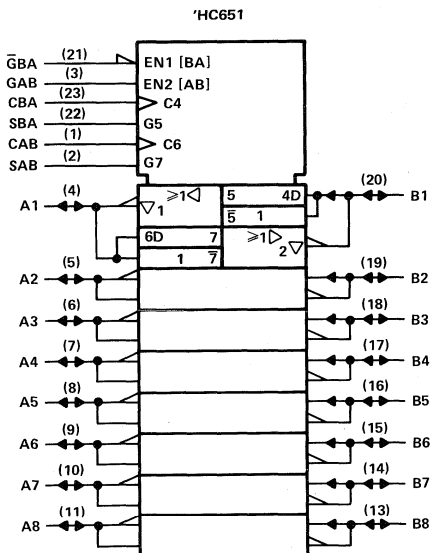 'HC651
G̅BA (21) EN1 [BA]
GAB (3) EN2 [AB]
CBA (23) C4
SBA (22) G5
CAB (1) C6
SAB (2) G7
A1 (4) ⩾1 ▽1 5 4D (20) B1
5̅ 1
6D 7 ⩾1 2▽
1 7̅
A2 (5) (19) B2
A3 (6) (18) B3
A4 (7) (17) B4
A5 (8) (16) B5
A6 (9) (15) B6
A7 (10) (14) B7
A8 (11) (13) B8